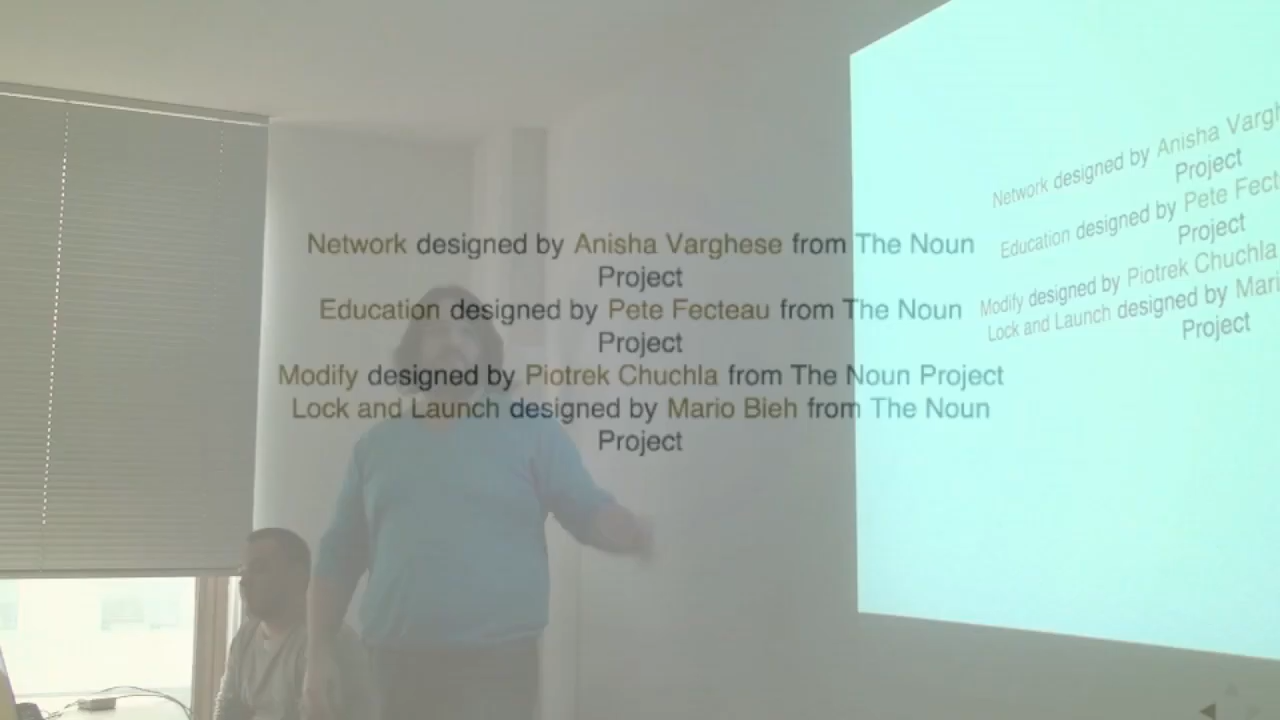 Network designed by Anisha Varghese from The Noun
Project
Education designed by Pete Fecteau from The Noun
Project
Modify designed by Piotrek Chuchla from The Noun Project
Lock and Launch designed by Mario Bieh from The Noun
Project
Network designed by Anisha
Project
Education designed by Pete
Project
Modify designed by Piotrek Chuchla
Lock and Launch designed by
Project